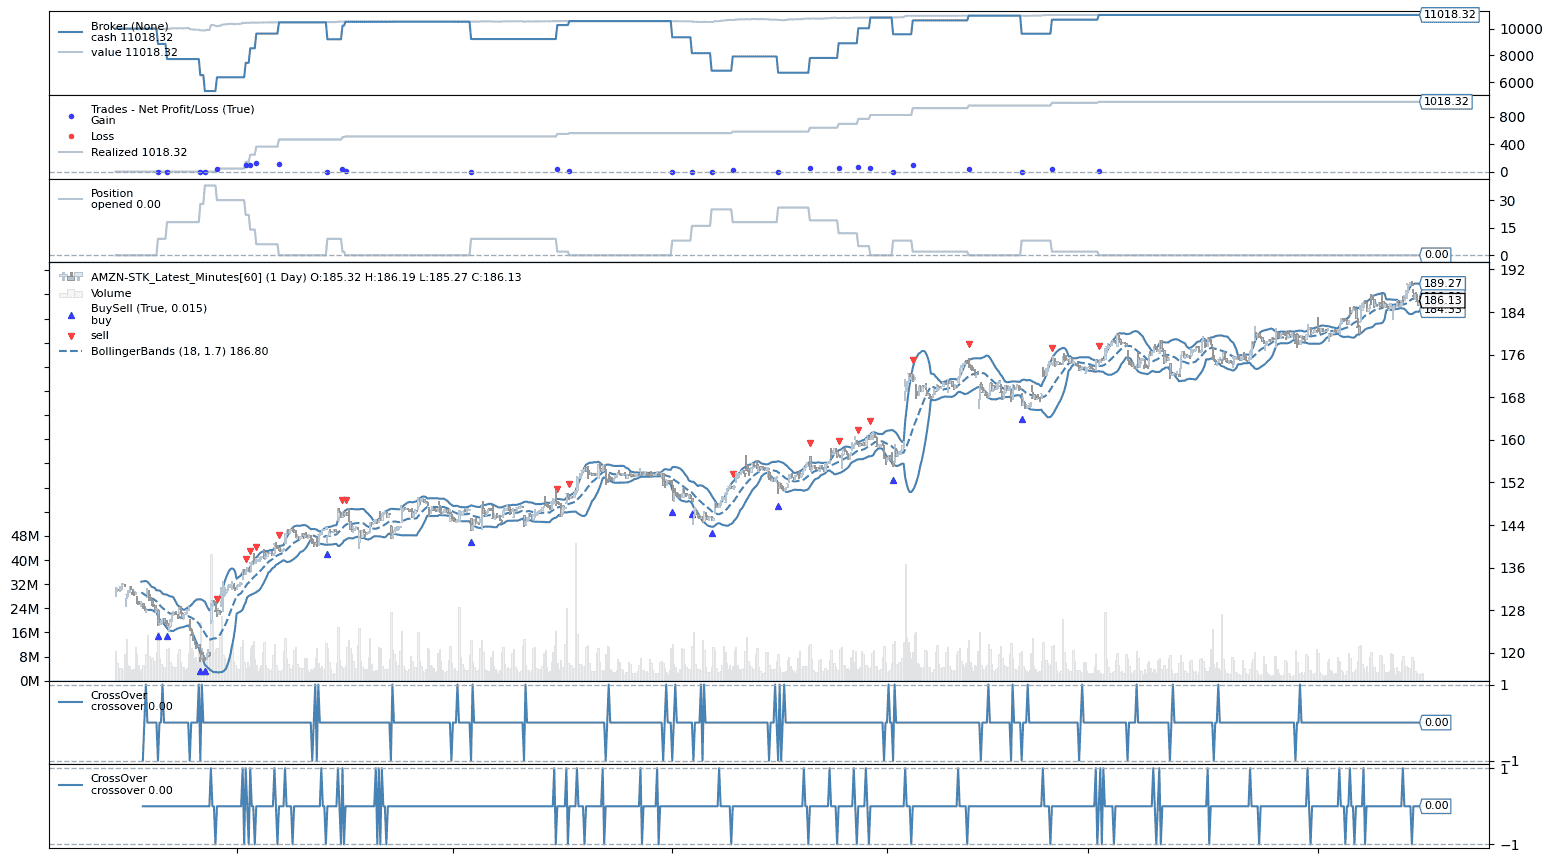 Broker (None)
cash 11018.32
value 11018.32
11018.32
10000
8000
6000
Trades - Net Profit/Loss (True)
Gain
Loss
Realized 1018.32
1018.32
800
400
0
Position
opened 0.00
30
15
0
0.00
AMZN-STK_Latest_Minutes[60] (1 Day) O:185.32 H:186.19 L:185.27 C:186.13
Volume
BuySell (True, 0.015)
buy
sell
BollingerBands (18, 1.7) 186.80
192
189.27
186.13
184
176
168
160
152
144
136
128
120
48M
40M
32M
24M
16M
8M
0M
CrossOver
crossover 0.00
1
0.00
−1
CrossOver
crossover 0.00
1
0.00
−1